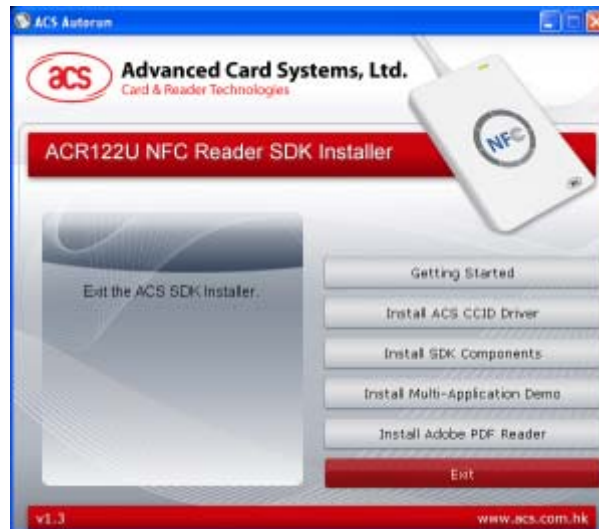 ACS Autorun
acs
Advanced Card Systems, Ltd.
Card & Reader Technologies
NFC
ACR122U NFC Reader SDK Installer
Exit the ACS SDK Installer.
Getting Started
Install ACS CCID Driver
Install SDK Components
Install Multi-Application Demo
Install Adobe PDF Reader
Exit
v1.3
www.acs.com.hk